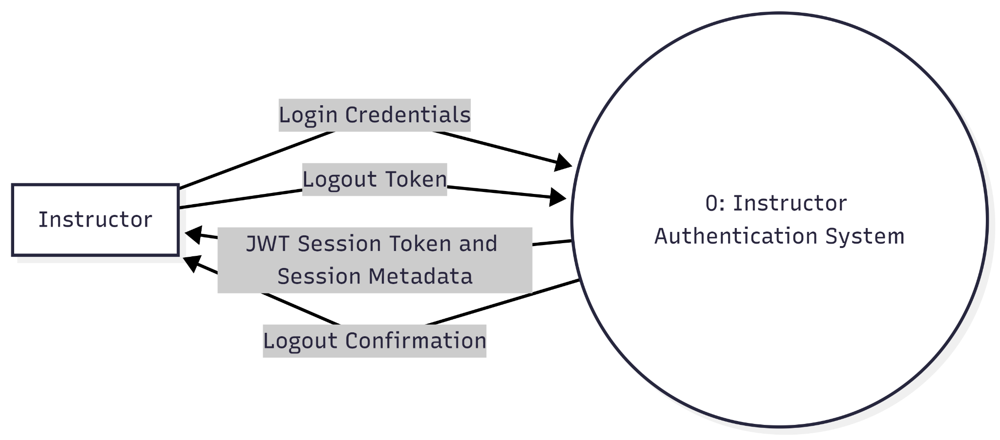 Login Credentials
Logout Token
Instructor
JWT Session Token and
Session Metadata
Logout Confirmation
0: Instructor
Authentication System